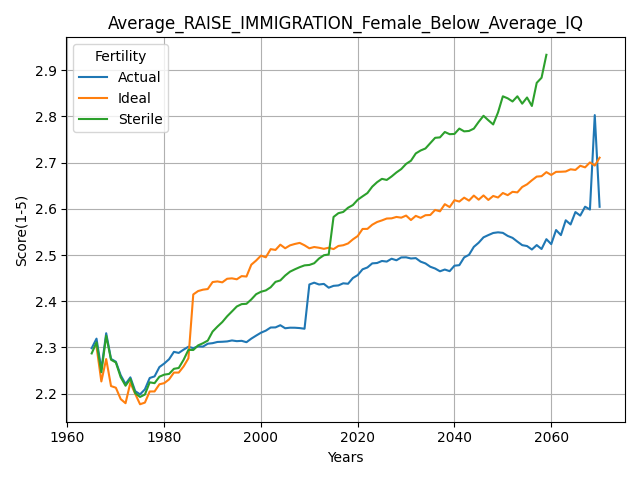 Average_RAISE_IMMIGRATION_Female_Below_Average_IQ
Fertility
Actual
Ideal
Sterile
Score(1-5)
2.9
2.8
2.7
2.6
2.5
2.4
2.3
2.2
1960 1980 2000 2020 2040 2060
Years